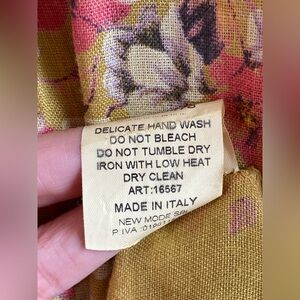 DELICATE HAND WASH
DO NOT BLEACH
DO NOT TUMBLE DRY
IRON WITH LOW HEAT
DRY CLEAN
ART:16567
MADE IN ITALY
NEW MODE
P.IVA